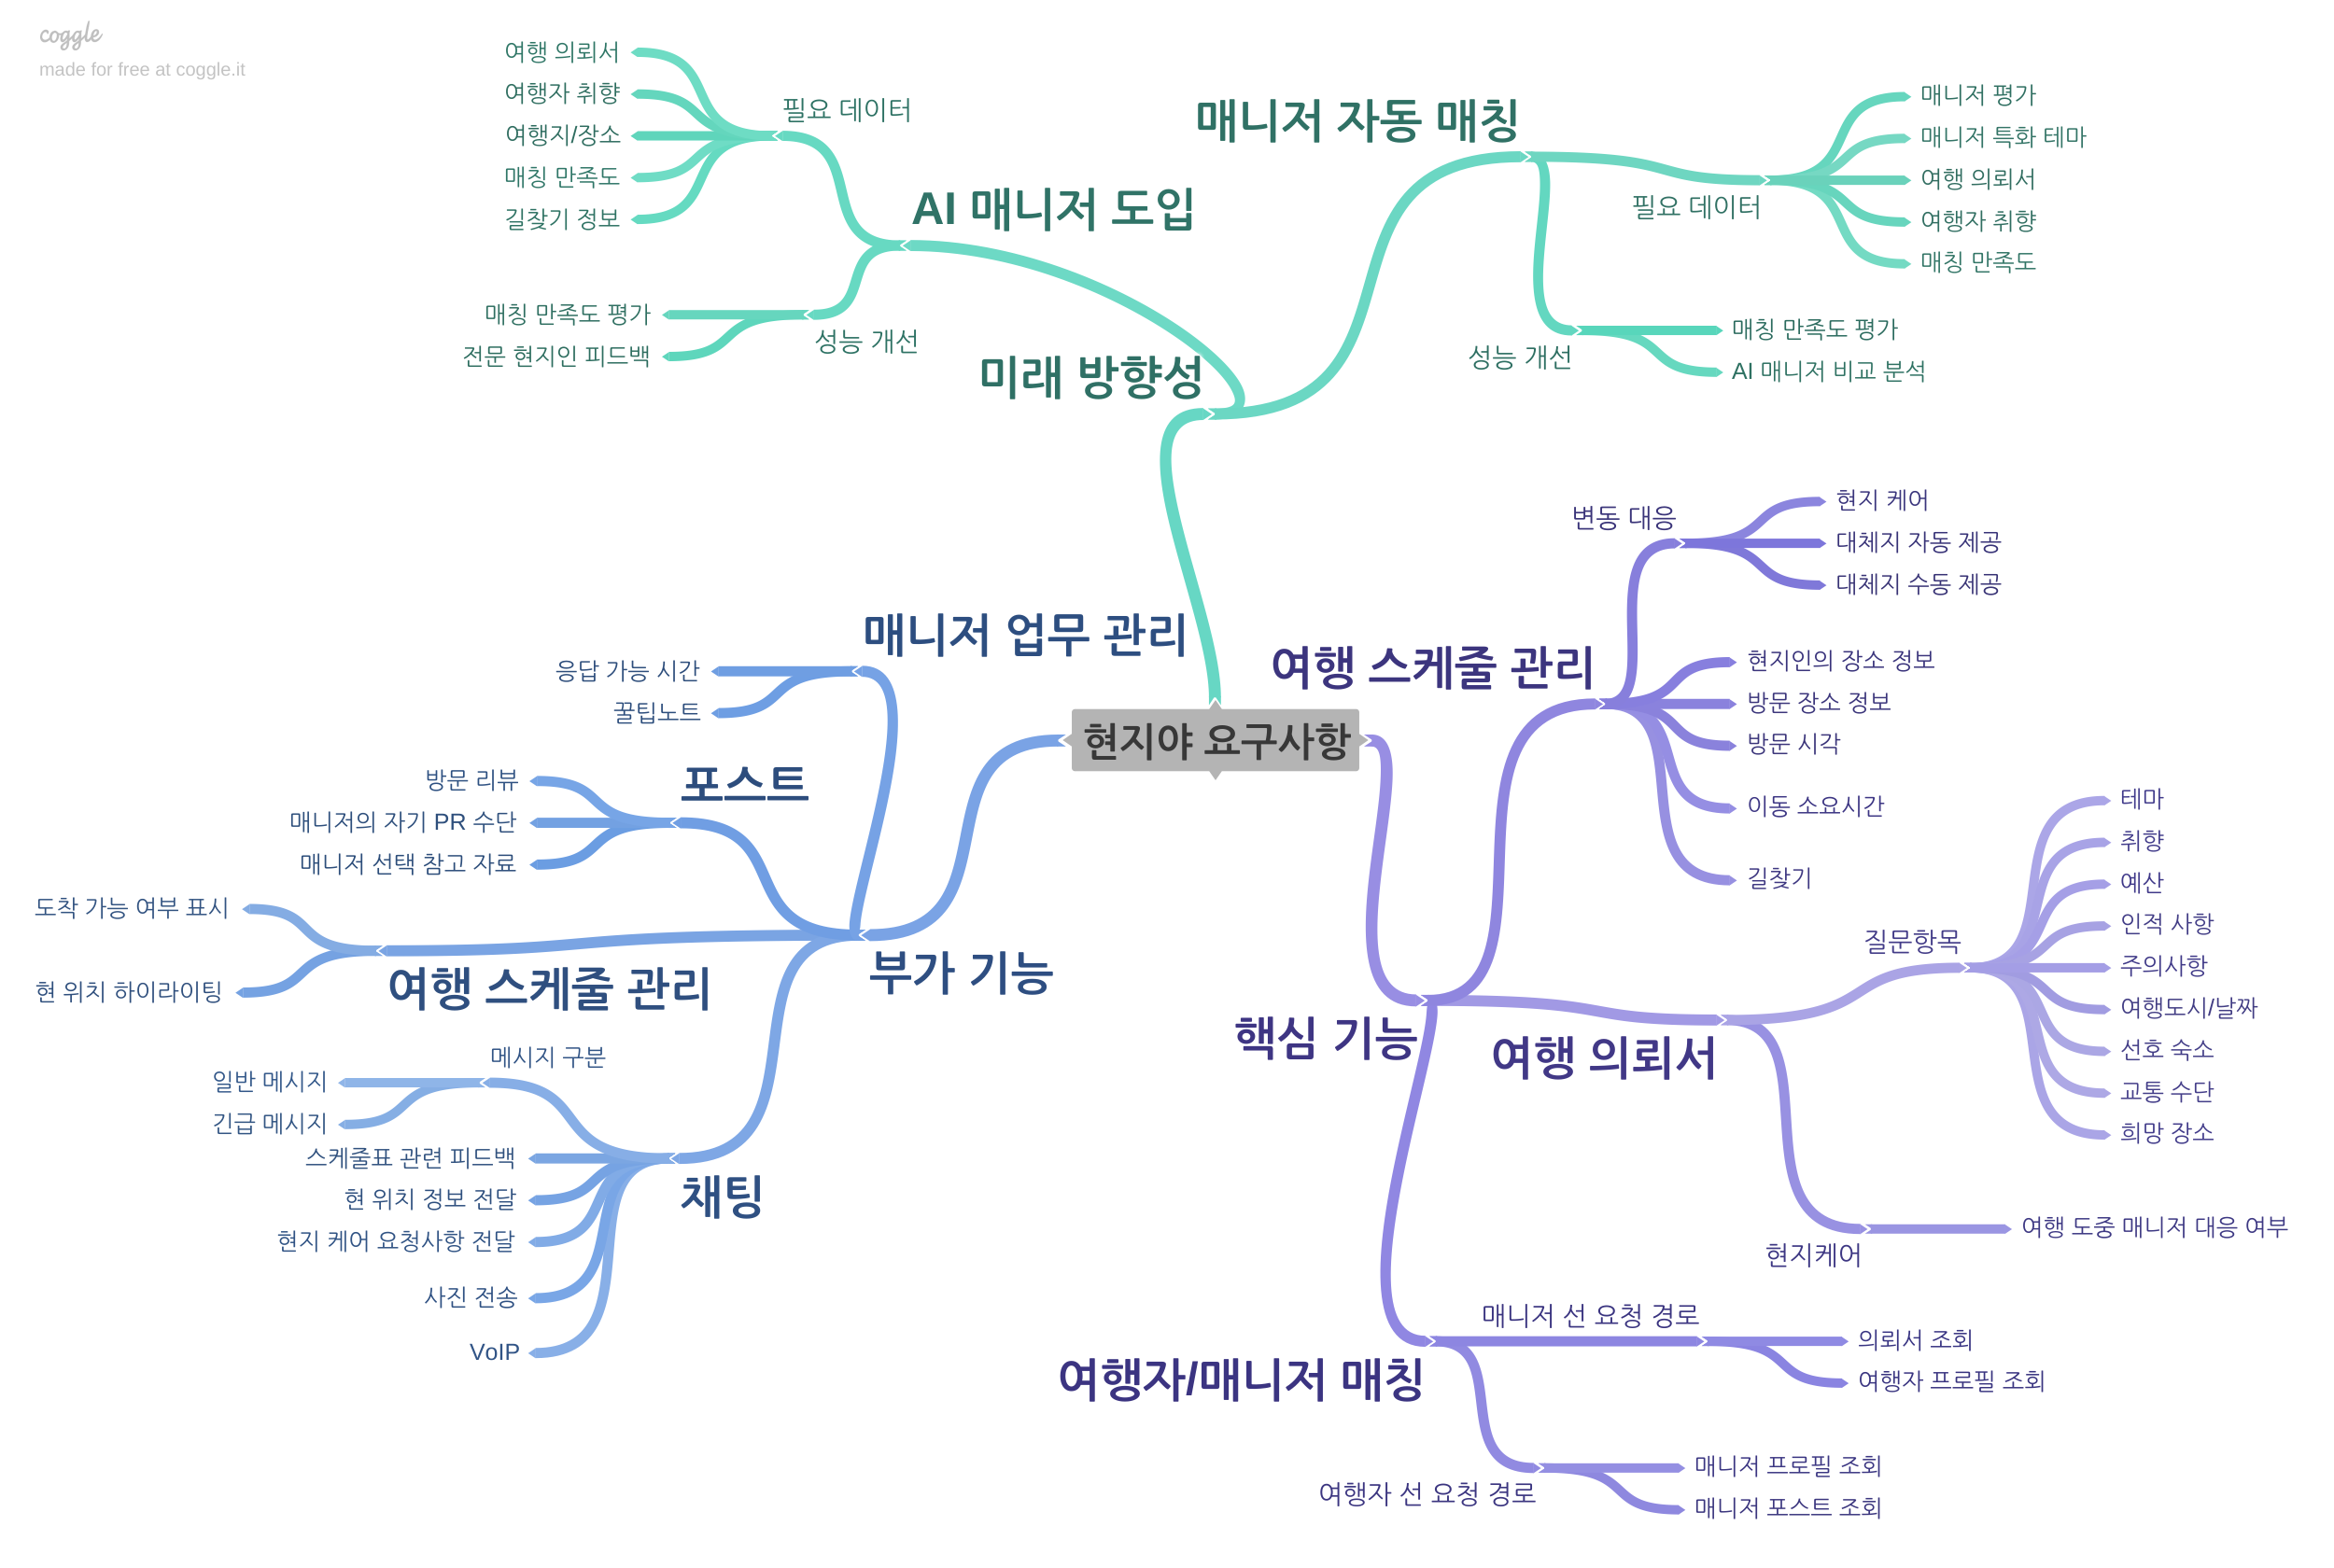 coggle
made for free at coggle.it
현지야 요구사항
미래 방향성
AI 매니저 도입
필요 데이터
여행 의뢰서
여행자 취향
여행지/장소
매칭 만족도
길찾기 정보
성능 개선
매칭 만족도 평가
전문 현지인 피드백
매니저 자동 매칭
필요 데이터
매니저 평가
매니저 특화 테마
여행 의뢰서
여행자 취향
매칭 만족도
성능 개선
매칭 만족도 평가
AI 매니저 비교 분석
핵심 기능
여행 스케줄 관리
변동 대응
현지 케어
대체지 자동 제공
대체지 수동 제공
현지인의 장소 정보
방문 장소 정보
방문 시각
이동 소요시간
길찾기
여행 의뢰서
질문항목
테마
취향
예산
인적 사항
주의사항
여행도시/날짜
선호 숙소
교통 수단
희망 장소
현지케어
여행 도중 매니저 대응 여부
여행자/매니저 매칭
매니저 선 요청 경로
의뢰서 조회
여행자 프로필 조회
여행자 선 요청 경로
매니저 프로필 조회
매니저 포스트 조회
부가 기능
매니저 업무 관리
응답 가능 시간
꿀팁노트
포스트
방문 리뷰
매니저의 자기 PR 수단
매니저 선택 참고 자료
여행 스케줄 관리
도착 가능 여부 표시
현 위치 하이라이팅
채팅
메시지 구분
일반 메시지
긴급 메시지
스케줄표 관련 피드백
현 위치 정보 전달
현지 케어 요청사항 전달
사진 전송
VoIP